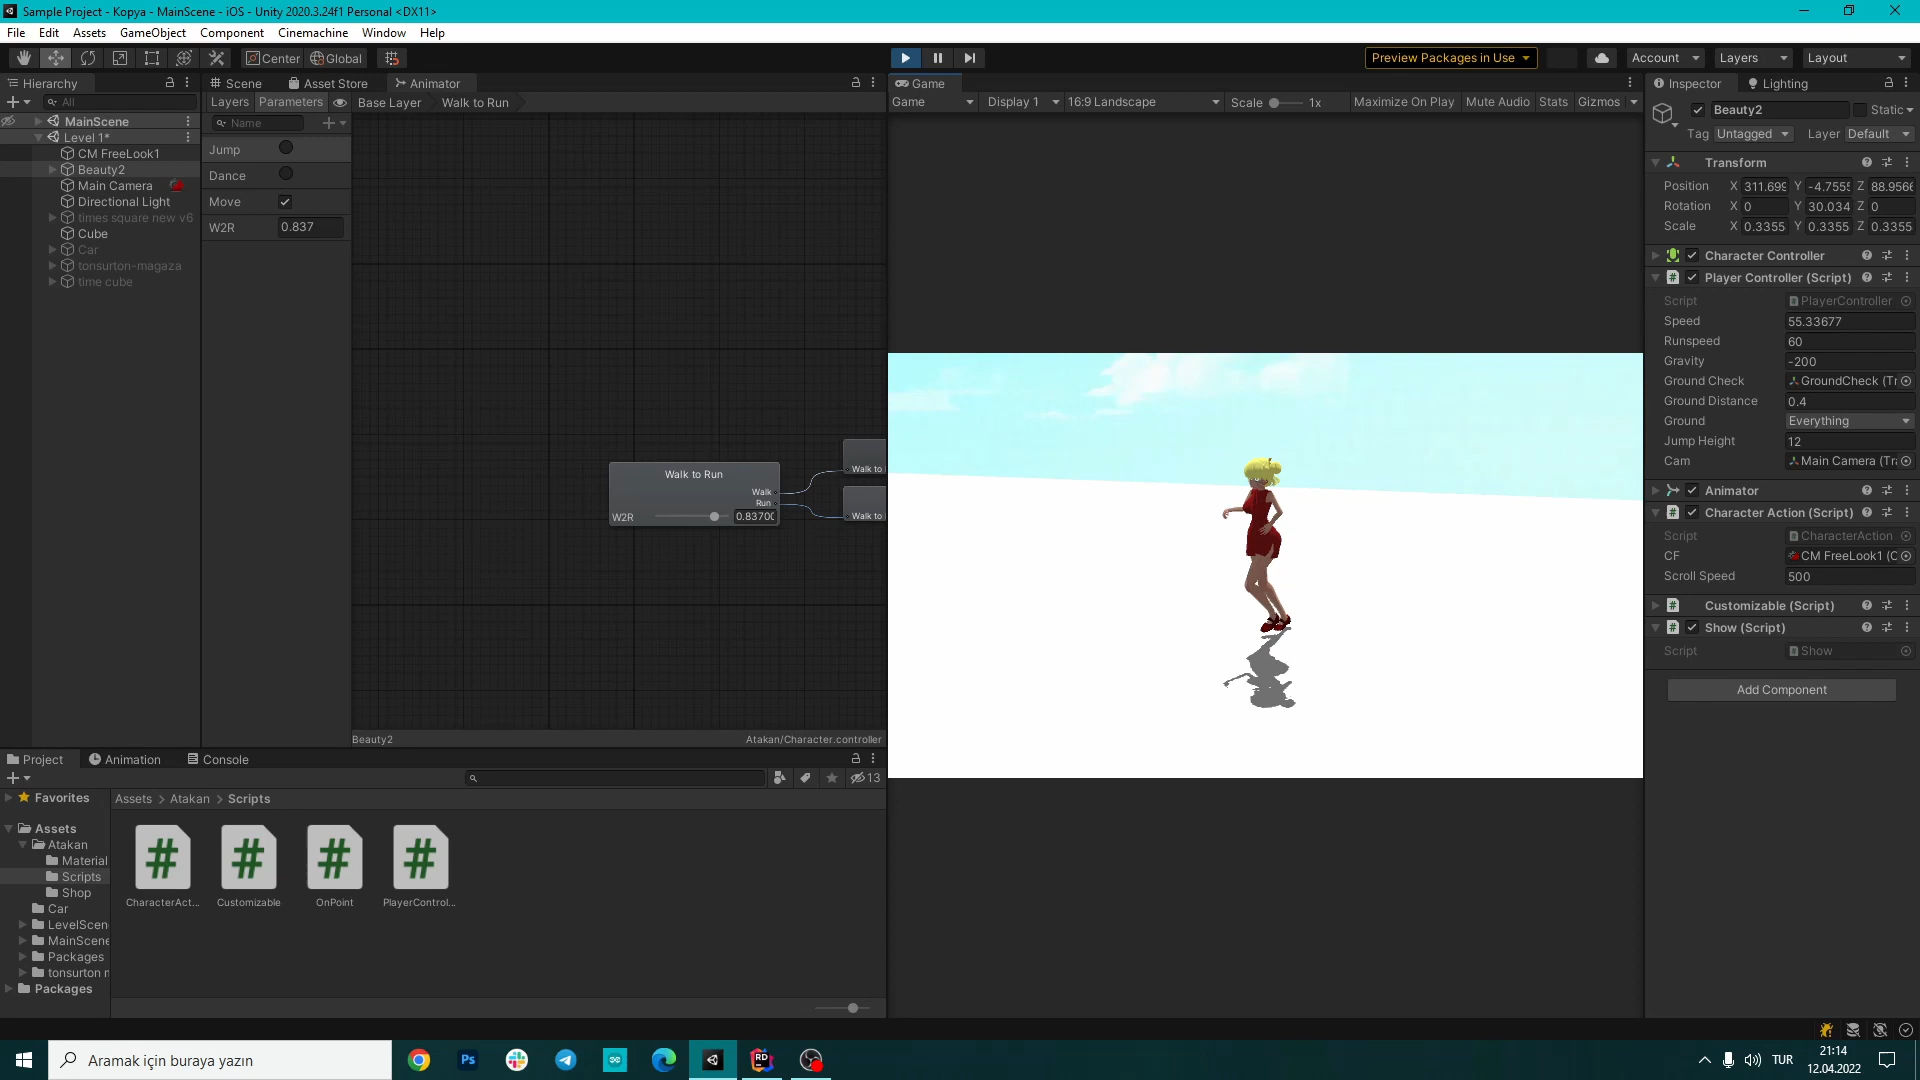 Sample Project - Kopya - MainScene - iOS - Unity 2020.3.24f1 Personal <DX11>
File Edit Assets GameObject Component Cinemachine Window Help
Center Global Preview Packages in Use Account Layers Layout
Hierarchy
All
MainScene
Level 1*
CM FreeLook1
Beauty2
Main Camera
Directional Light
times square new v6
Cube
Car
tonsurton-magaza
time cube
Scene Asset Store Animator
Layers Parameters Base Layer Walk to Run
Name
Jump
Dance
Move
W2R 0.837
Walk to Run
Walk
Run
W2R 0.8370
Walk to
Walk to
Beauty2 Atakan/Character.controller
Game
Game Display 1 16:9 Landscape Scale 1x Maximize On Play Mute Audio Stats Gizmos
Inspector Lighting
Beauty2 Static
Tag Untagged Layer Default
Transform
Position X 311.699 Y -4.7555 Z 88.9566
Rotation X 0 Y 30.034 Z 0
Scale X 0.3355 Y 0.3355 Z 0.3355
Character Controller
Player Controller (Script)
Script PlayerController
Speed 55.33677
Runspeed 60
Gravity -200
Ground Check GroundCheck (Tr
Ground Distance 0.4
Ground Everything
Jump Height 12
Cam Main Camera (Tra
Animator
Character Action (Script)
Script CharacterAction
CF CM FreeLook1 (C
Scroll Speed 500
Customizable (Script)
Show (Script)
Script Show
Add Component
Project Animation Console
13
Favorites
Assets
Atakan
Material
Scripts
Shop
Car
LevelScen
MainScene
Packages
tonsurton m
Packages
Assets > Atakan > Scripts
CharacterAct... Customizable OnPoint PlayerControl...
Aramak için buraya yazın
Ps
RD
TUR
21:14
12.04.2022